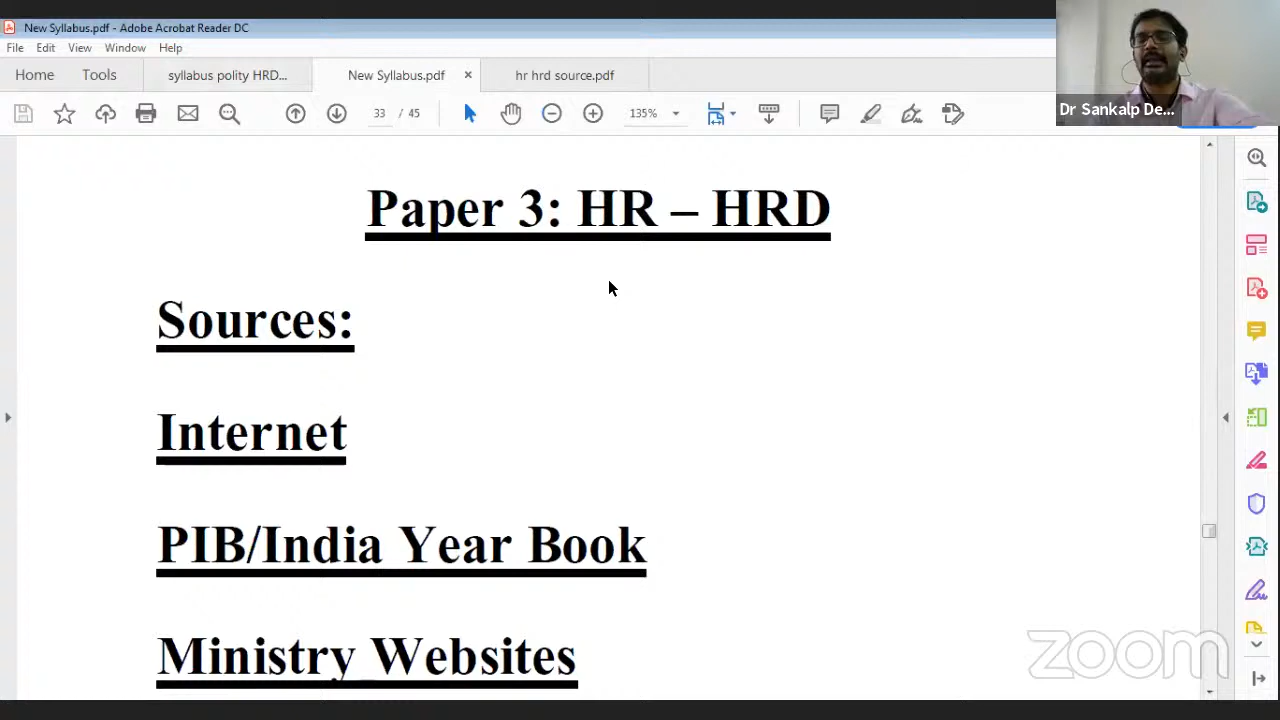 New Syllabus.pdf - Adobe Acrobat Reader DC
File Edit View Window Help
Home Tools syllabus polity HRD... New Syllabus.pdf × hr hrd source.pdf
33 / 45 135%
Dr Sankalp De...
Paper 3: HR – HRD
Sources:
Internet
PIB/India Year Book
Ministry Websites
zoom